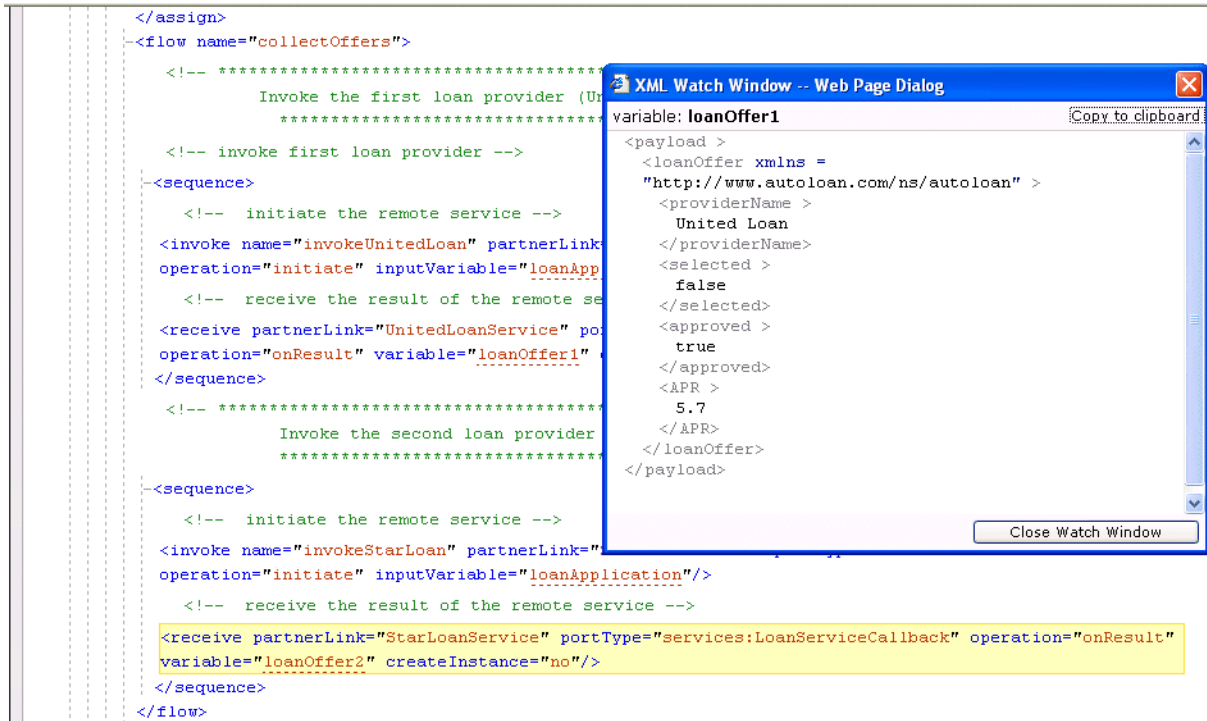 </assign>
-<flow name="collectOffers">
<!-- *************************************
Invoke the first loan provider (Un
*******************************
<!-- invoke first loan provider -->
-<sequence>
<!-- initiate the remote service -->
<invoke name="invokeUnitedLoan" partnerLink
operation="initiate" inputVariable="loanApp
<!-- receive the result of the remote se
<receive partnerLink="UnitedLoanService" po
operation="onResult" variable="loanOffer1"
</sequence>
<!-- *************************************
Invoke the second loan provider
*******************************
-<sequence>
<!-- initiate the remote service -->
<invoke name="invokeStarLoan" partnerLink="
operation="initiate" inputVariable="loanApplication"/>
<!-- receive the result of the remote service -->
<receive partnerLink="StarLoanService" portType="services:LoanServiceCallback" operation="onResult"
variable="loanOffer2" createInstance="no"/>
</sequence>
</flow>
XML Watch Window -- Web Page Dialog
variable: loanOffer1 Copy to clipboard
<payload >
<loanOffer xmlns =
"http://www.autoloan.com/ns/autoloan" >
<providerName >
United Loan
</providerName>
<selected >
false
</selected>
<approved >
true
</approved>
<APR >
5.7
</APR>
</loanOffer>
</payload>
Close Watch Window